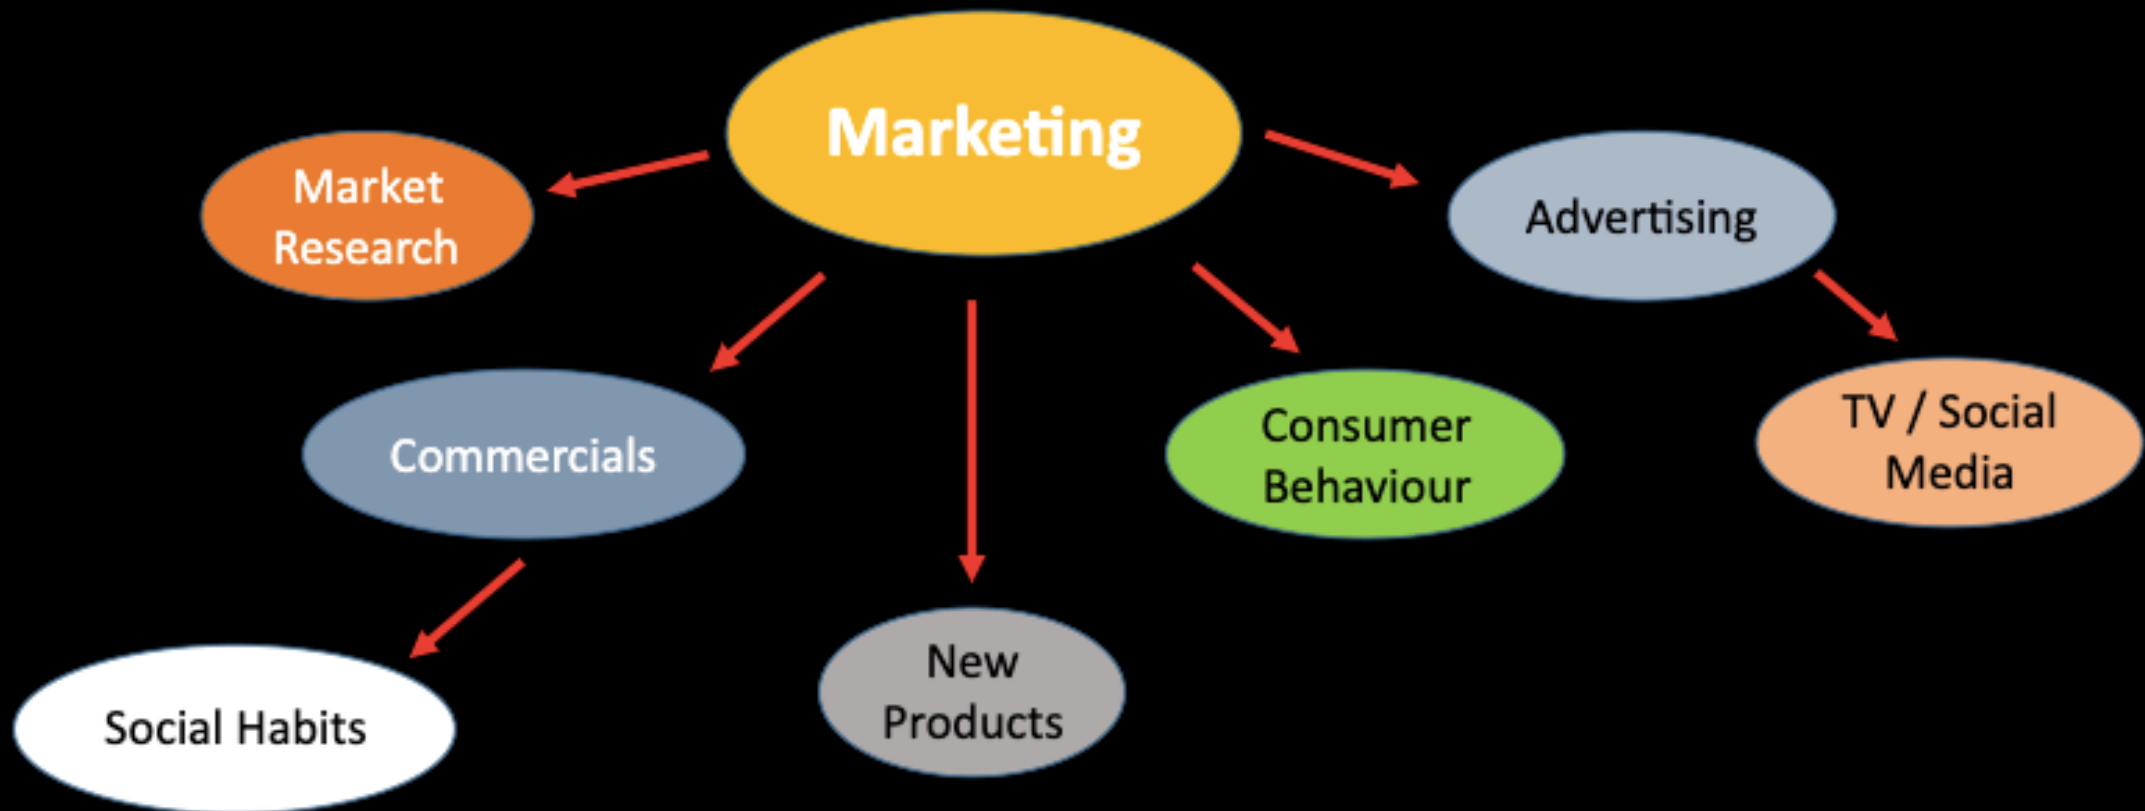 Marketing
Market
Research
Advertising
Commercials
Consumer
Behaviour
TV / Social
Media
Social Habits
New
Products